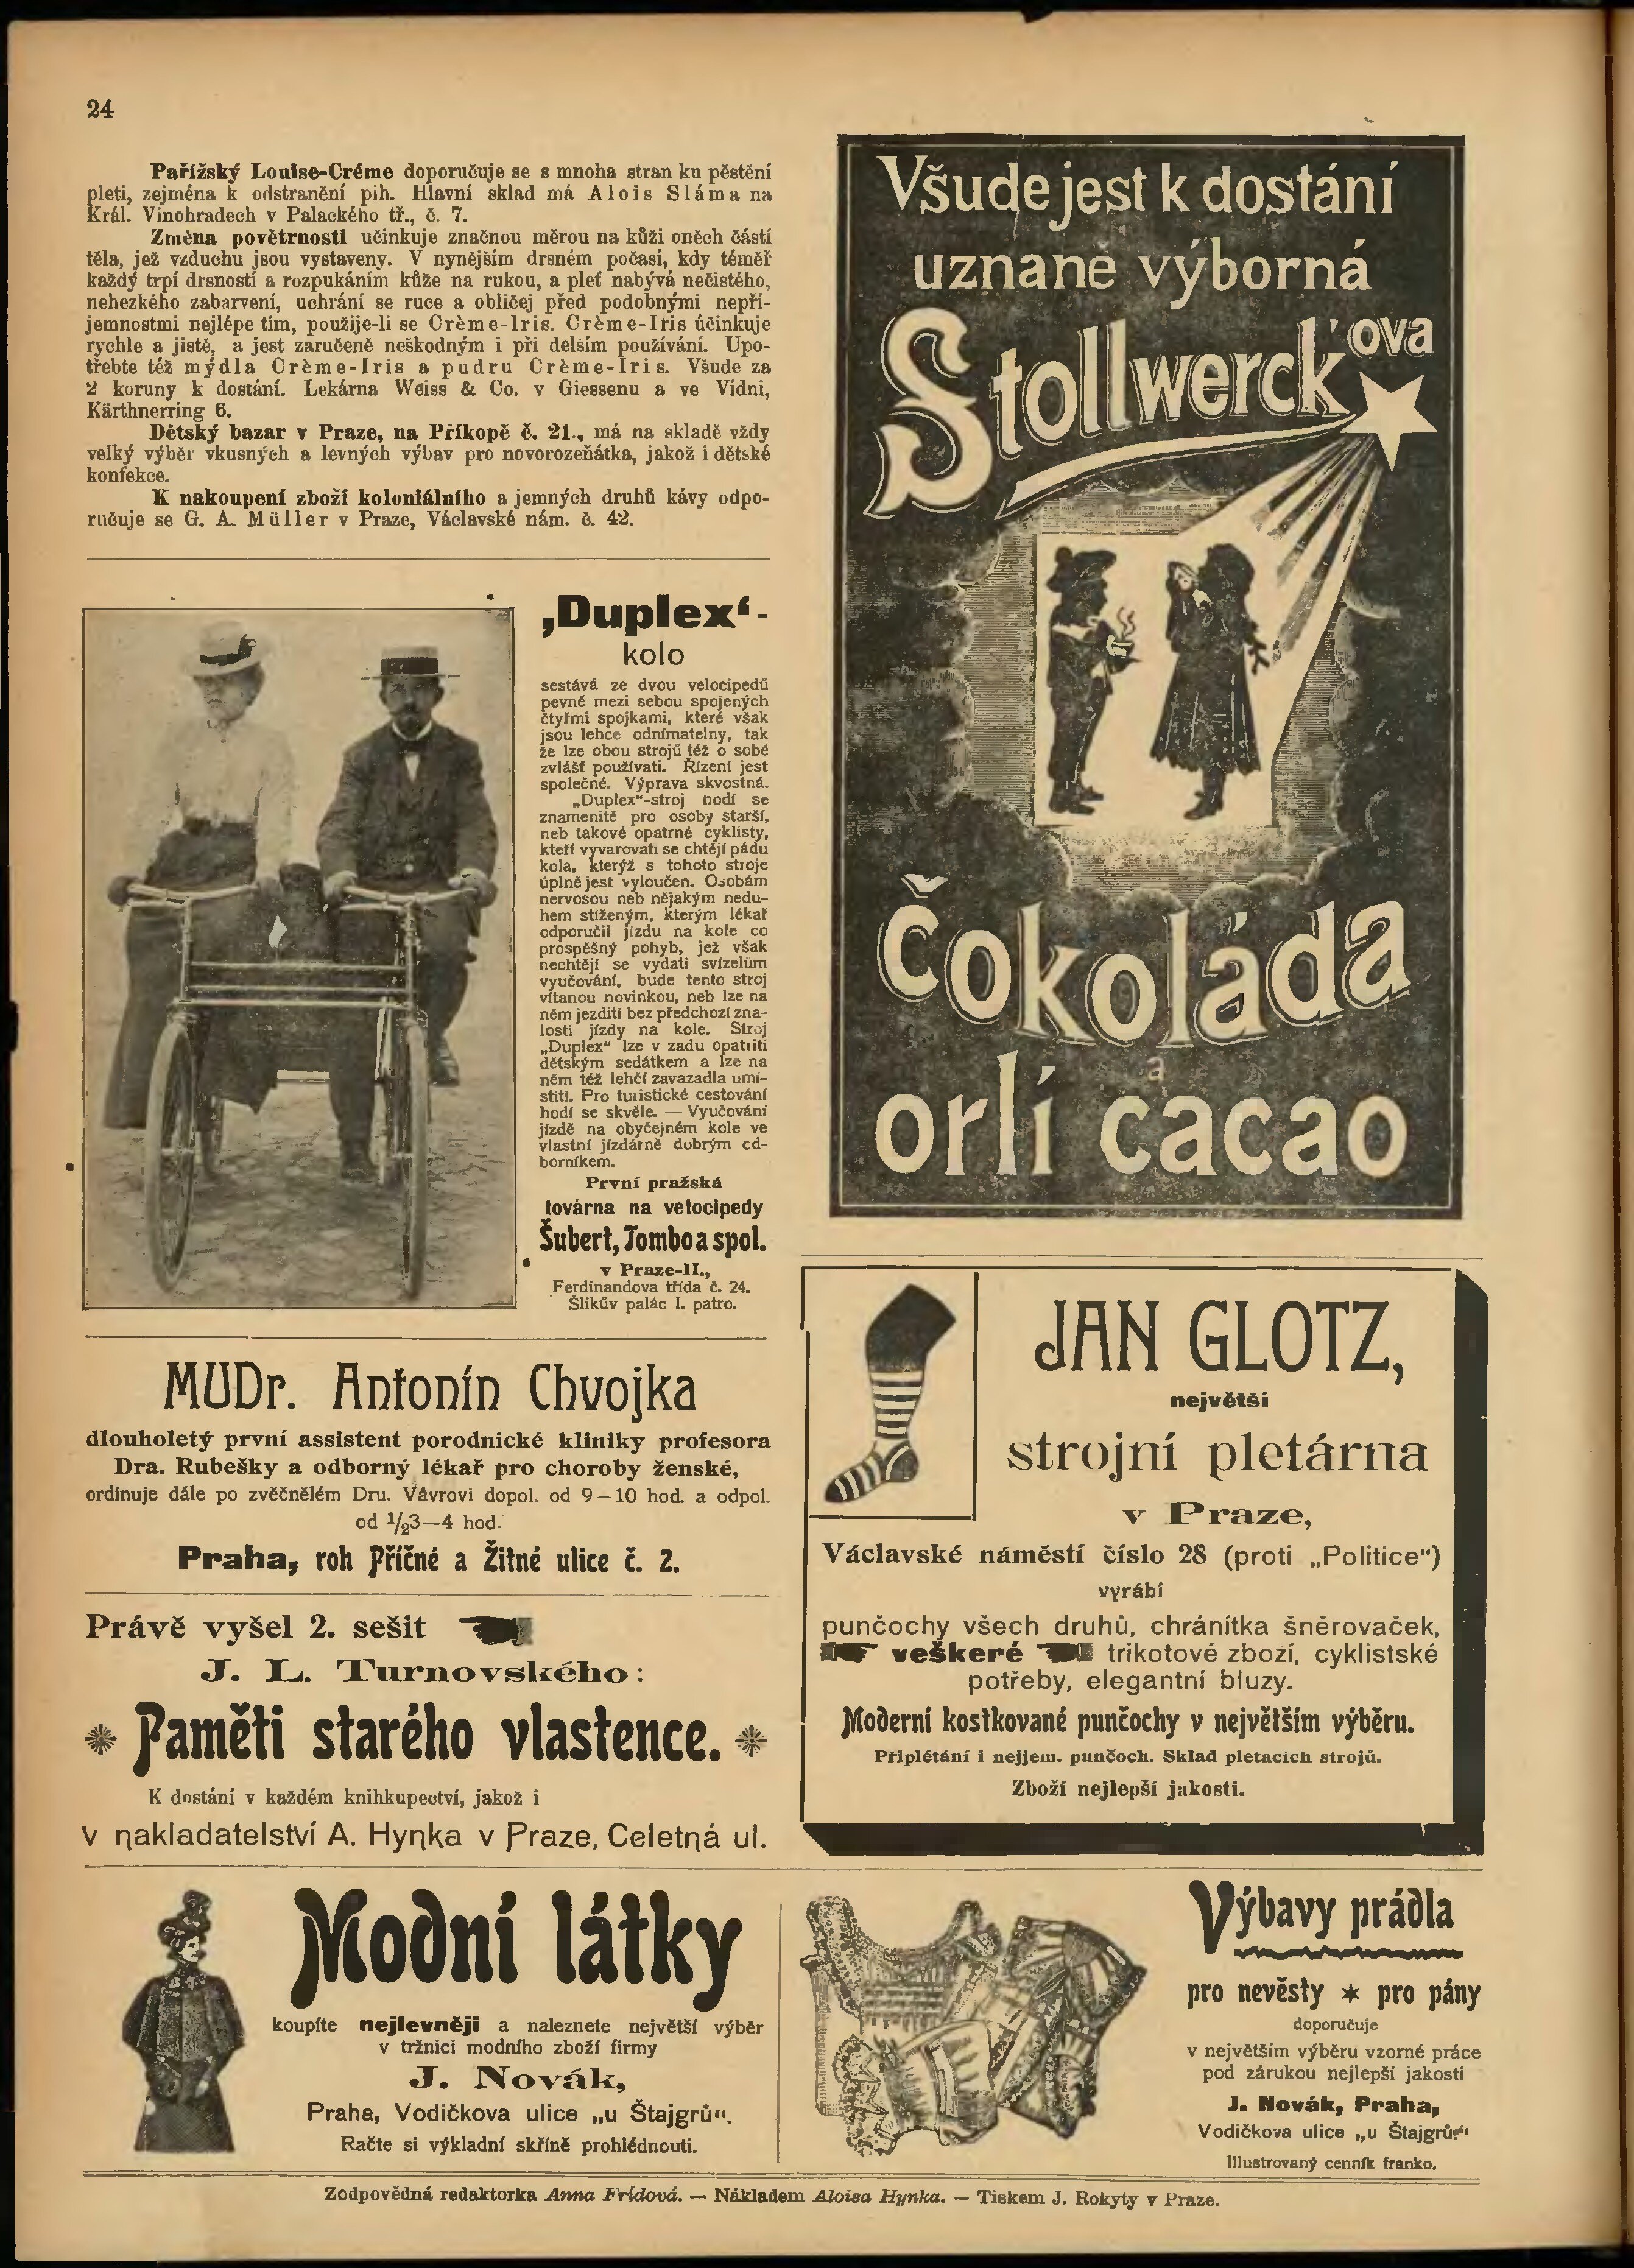 24
Pařížský Louise-Créme doporučuje se s mnoha stran ku pěstění
pleti, zejména k odstranění pih. Hlavní sklad má Alois Sláma na
Král. Vinohradech v Palackého tř., č. 7.
Změna povětrnosti učinkuje značnou měrou na kůži oněch částí
těla, jež vzduchu jsou vystaveny. V nynějším drsném počasí, kdy téměř
každý trpí drsností a rozpukáním kůže na rukou, a pleť nabývá nečistého,
nehezkého zabarvení, uchrání se ruce a obličej před podobnými nepří-
jemnostmi nejlépe tím, použije-li se Crème-Iris. Crème-Iris účinkuje
rychle a jistě, a jest zaručeně neškodným i při delším používání. Upo-
třebte též mýdla Crème-Iris a pudru Crème-Iris. Všude za
2 koruny k dostání. Lekárna Weiss & Co. v Giessenu a ve Vídni,
Kärthnerring 6.
Dětský bazar v Praze, na Příkopě č. 21., má na skladě vždy
velký výběr vkusných a levných výbav pro novorozeňátka, jakož i dětské
konfekce.
K nakoupení zboží koloniálního a jemných druhů kávy odpo-
ručuje se G. A. Müller v Praze, Václavské nám. č. 42.
‚Duplex‘-
kolo
sestává ze dvou velocipedů
pevně mezi sebou spojených
čtyřmi spojkami, které však
jsou lehce odnímatelny, tak
že lze obou strojů též o sobě
zvlášť používati. Řízení jest
společné. Výprava skvostná.
„Duplex“-stroj hodí se
znamenitě pro osoby starší,
neb takové opatrné cyklisty,
kteří vyvarovati se chtějí pádu
kola, kterýž s tohoto stroje
úplně jest vyloučen. Osobám
nervosou neb nějakým nedu-
hem stíženým, kterým lékař
odporučil jízdu na kole co
prospěšný pohyb, jež však
nechtějí se vydati svízelům
vyučování, bude tento stroj
vítanou novinkou, neb lze na
něm jezditi bez předchozí zna-
losti jízdy na kole. Stroj
„Duplex“ lze v zadu opatřiti
dětským sedátkem a lze na
něm též lehčí zavazadla umí-
stiti. Pro turistické cestování
hodí se skvěle. — Vyučování
jízdě na obyčejném kole ve
vlastní jízdárně dobrým od-
borníkem.
První pražská
továrna na velocipedy
Šubert, Tombo a spol.
v Praze-II.,
Ferdinandova třída č. 24.
Šlikův palác I. patro.
MUDr. Antonín Chvojka
dlouholetý první assistent porodnické kliniky profesora
Dra. Rubešky a odborný lékař pro choroby ženské,
ordinuje dále po zvěčnělém Dru. Vávrovi dopol. od 9—10 hod. a odpol.
od 1/23—4 hod.
Praha, roh Příčné a Žitné ulice č. 2.
Právě vyšel 2. sešit
J. L. Turnovského:
Paměti starého vlastence.
K dostání v každém knihkupectví, jakož i
v nakladatelství A. Hynka v Praze, Celetná ul.
Všude jest k dostání
uznaně výborná
Stollwerck’ova
Čokoláda
a
orlí cacao
JAN GLOTZ,
největší
strojní pletárna
v Praze,
Václavské náměstí číslo 28 (proti „Politice“)
vyrábí
punčochy všech druhů, chránítka šněrovaček,
veškeré trikotové zboží, cyklistské
potřeby, elegantní bluzy.
Moderní kostkované punčochy v největším výběru.
Připlétání i nejjem. punčoch. Sklad pletacích strojů.
Zboží nejlepší jakosti.
Modní látky
koupíte nejlevněji a naleznete největší výběr
v tržnici modního zboží firmy
J. Novák,
Praha, Vodičkova ulice „u Štajgrů“.
Račte si výkladní skříně prohlédnouti.
Výbavy prádla
pro nevěsty * pro pány
doporučuje
v největším výběru vzorné práce
pod zárukou nejlepší jakosti
J. Novák, Praha,
Vodičkova ulice „u Štajgrů“
Illustrovaný cenník franko.
Zodpovědná redaktorka Anna Frídová. — Nákladem Aloisa Hynka. — Tiskem J. Rokyty v Praze.